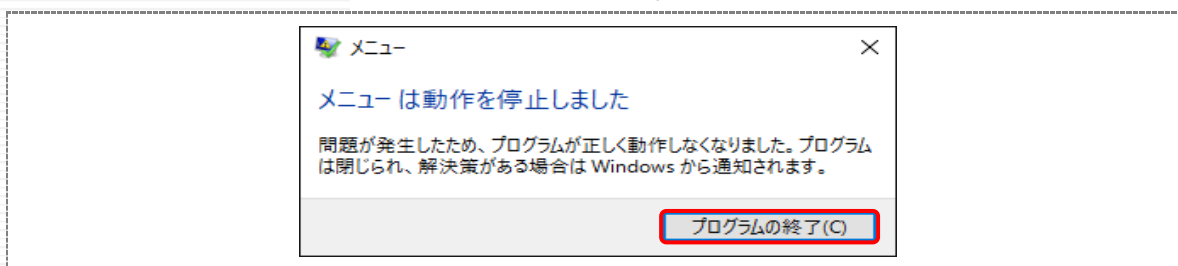 メニュー
メニュー は動作を停止しました
問題が発生したため、プログラムが正しく動作しなくなりました。プログラム
は閉じられ、解決策がある場合は Windows から通知されます。
プログラムの終了(C)